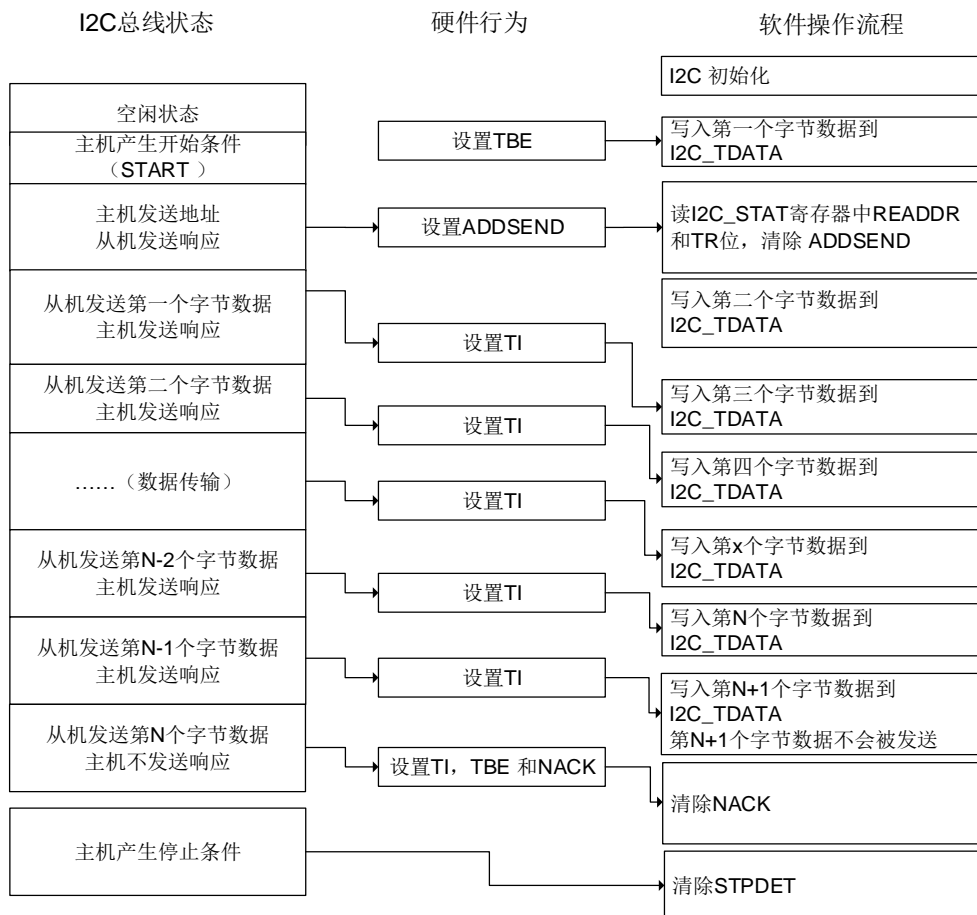 I2C总线状态
硬件行为
软件操作流程
I2C 初始化
空闲状态
主机产生开始条件
（START ）
设置TBE
写入第一个字节数据到
I2C_TDATA
主机发送地址
从机发送响应
设置ADDSEND
读I2C_STAT寄存器中READDR
和TR位，清除 ADDSEND
从机发送第一个字节数据
主机发送响应
设置TI
写入第二个字节数据到
I2C_TDATA
从机发送第二个字节数据
主机发送响应
设置TI
写入第三个字节数据到
I2C_TDATA
……（数据传输）
设置TI
写入第四个字节数据到
I2C_TDATA
从机发送第N-2个字节数据
主机发送响应
设置TI
写入第x个字节数据到
I2C_TDATA
写入第N个字节数据到
I2C_TDATA
从机发送第N-1个字节数据
主机发送响应
设置TI
写入第N+1个字节数据到
I2C_TDATA
第N+1个字节数据不会被发送
从机发送第N个字节数据
主机不发送响应
设置TI，TBE 和NACK
清除NACK
主机产生停止条件
清除STPDET